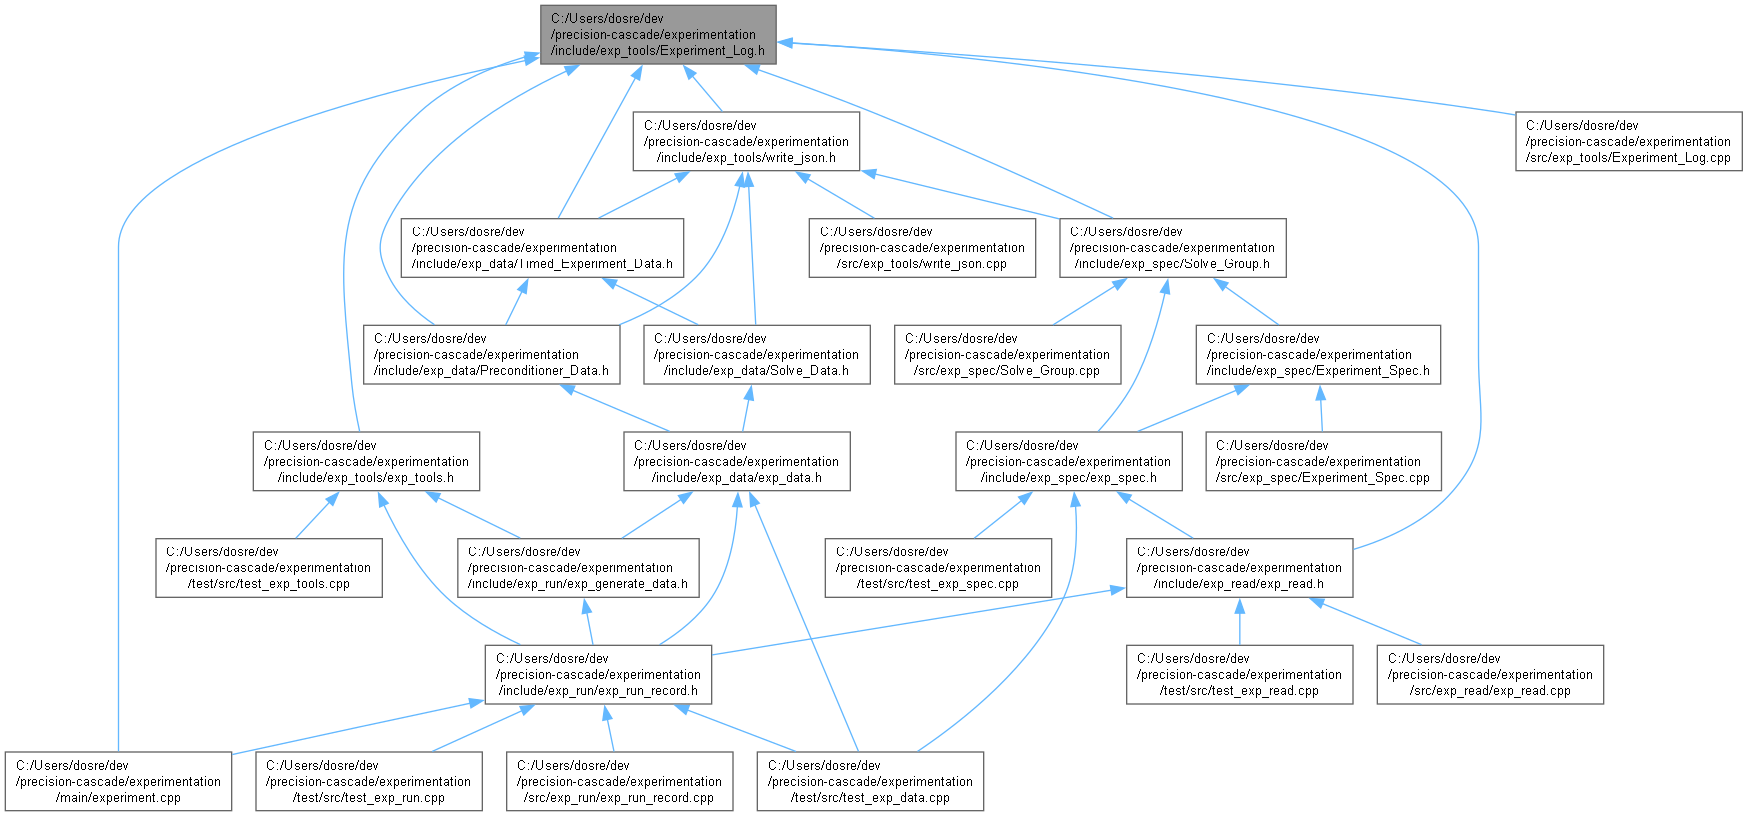 C:/Users/dosre/dev
/precision-cascade/experimentation
/include/exp_tools/Experiment_Log.h
C:/Users/dosre/dev
/precision-cascade/experimentation
/include/exp_tools/write_json.h
C:/Users/dosre/dev
/precision-cascade/experimentation
/src/exp_tools/Experiment_Log.cpp
C:/Users/dosre/dev
/precision-cascade/experimentation
/include/exp_data/Timed_Experiment_Data.h
C:/Users/dosre/dev
/precision-cascade/experimentation
/src/exp_tools/write_json.cpp
C:/Users/dosre/dev
/precision-cascade/experimentation
/include/exp_spec/Solve_Group.h
C:/Users/dosre/dev
/precision-cascade/experimentation
/include/exp_data/Preconditioner_Data.h
C:/Users/dosre/dev
/precision-cascade/experimentation
/include/exp_data/Solve_Data.h
C:/Users/dosre/dev
/precision-cascade/experimentation
/src/exp_spec/Solve_Group.cpp
C:/Users/dosre/dev
/precision-cascade/experimentation
/include/exp_spec/Experiment_Spec.h
C:/Users/dosre/dev
/precision-cascade/experimentation
/include/exp_tools/exp_tools.h
C:/Users/dosre/dev
/precision-cascade/experimentation
/include/exp_data/exp_data.h
C:/Users/dosre/dev
/precision-cascade/experimentation
/include/exp_spec/exp_spec.h
C:/Users/dosre/dev
/precision-cascade/experimentation
/src/exp_spec/Experiment_Spec.cpp
C:/Users/dosre/dev
/precision-cascade/experimentation
/test/src/test_exp_tools.cpp
C:/Users/dosre/dev
/precision-cascade/experimentation
/include/exp_run/exp_generate_data.h
C:/Users/dosre/dev
/precision-cascade/experimentation
/test/src/test_exp_spec.cpp
C:/Users/dosre/dev
/precision-cascade/experimentation
/include/exp_read/exp_read.h
C:/Users/dosre/dev
/precision-cascade/experimentation
/include/exp_run/exp_run_record.h
C:/Users/dosre/dev
/precision-cascade/experimentation
/test/src/test_exp_read.cpp
C:/Users/dosre/dev
/precision-cascade/experimentation
/src/exp_read/exp_read.cpp
C:/Users/dosre/dev
/precision-cascade/experimentation
/main/experiment.cpp
C:/Users/dosre/dev
/precision-cascade/experimentation
/test/src/test_exp_run.cpp
C:/Users/dosre/dev
/precision-cascade/experimentation
/src/exp_run/exp_run_record.cpp
C:/Users/dosre/dev
/precision-cascade/experimentation
/test/src/test_exp_data.cpp